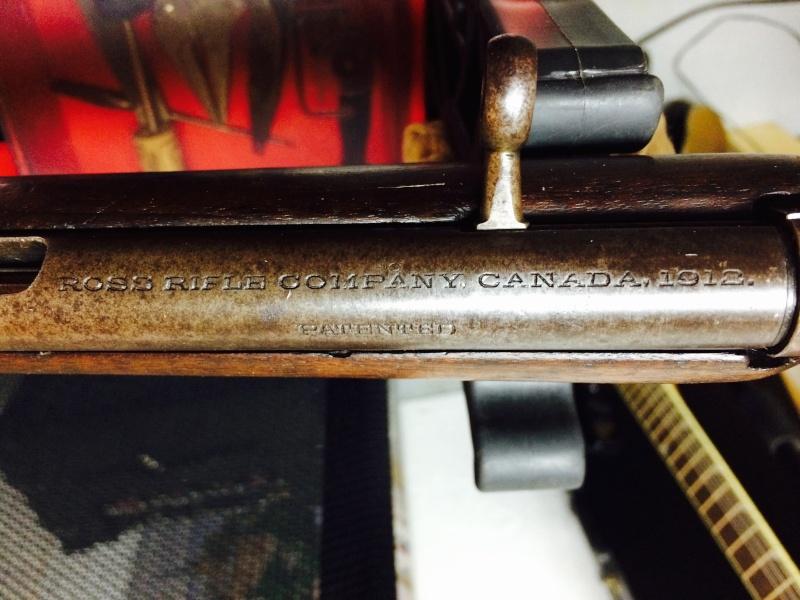 ROSS RIFLE COMPANY, CANADA, 1912.
PATENTED